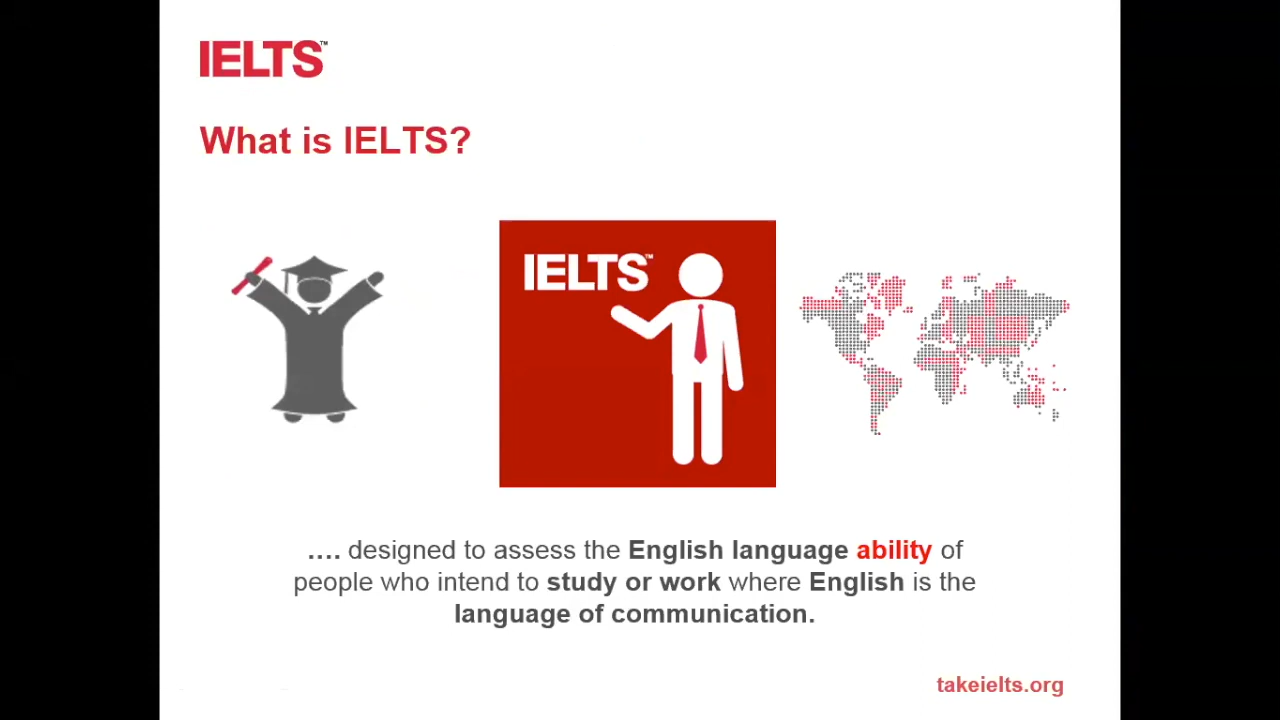 IELTS™
What is IELTS?
IELTS™
.... designed to assess the English language ability of
people who intend to study or work where English is the
language of communication.
takeielts.org